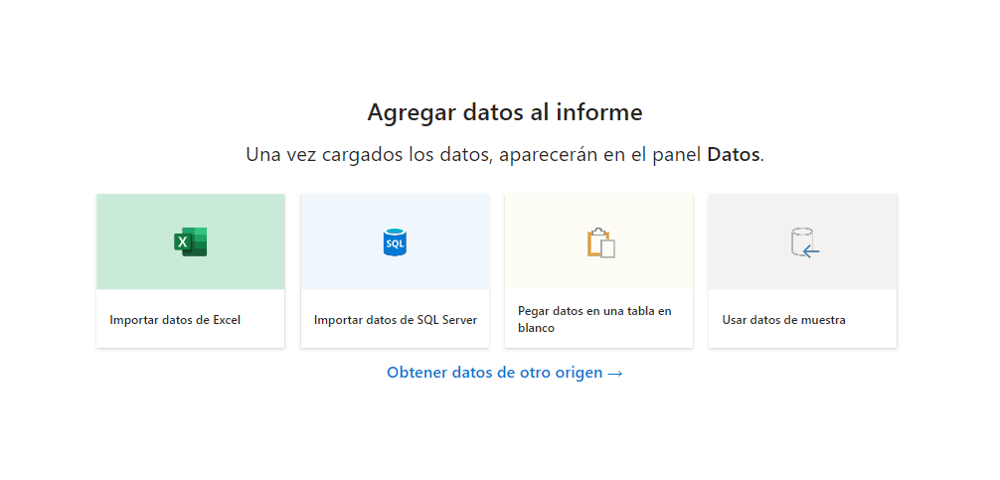 Agregar datos al informe
Una vez cargados los datos, aparecerán en el panel Datos.
X
SQL
Importar datos de Excel
Importar datos de SQL Server
Pegar datos en una tabla en
blanco
Usar datos de muestra
Obtener datos de otro origen →